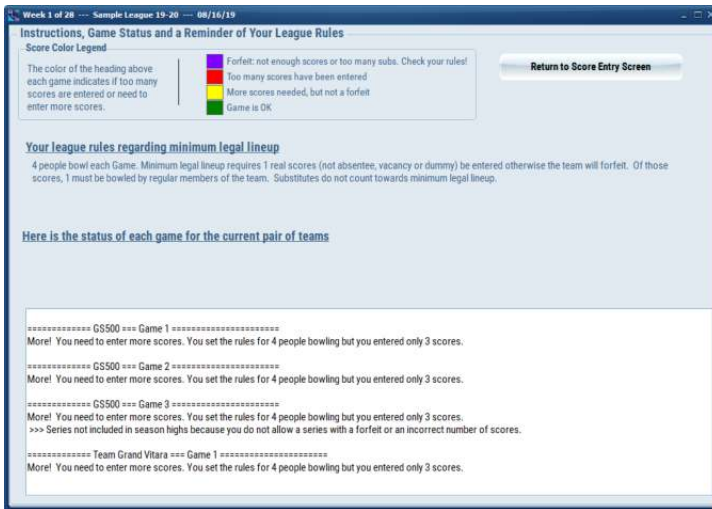 Week 1 of 28 --- Sample League 19-20 --- 08/16/19
Instructions, Game Status and a Reminder of Your League Rules
Score Color Legend
The color of the heading above
each game indicates if too many
scores are entered or need to
enter more scores.
Forfeit: not enough scores or too many subs. Check your rules!
Too many scores have been entered
More scores needed, but not a forfeit
Game is OK
Return to Score Entry Screen
Your league rules regarding minimum legal lineup
4 people bowl each Game. Minimum legal lineup requires 1 real scores (not absentee, vacancy or dummy) be entered otherwise the team will forfeit. Of those
scores, 1 must be bowled by regular members of the team. Substitutes do not count towards minimum legal lineup.
Here is the status of each game for the current pair of teams
============= GS500 === Game 1 ======================
More! You need to enter more scores. You set the rules for 4 people bowling but you entered only 3 scores.
============= GS500 === Game 2 ======================
More! You need to enter more scores. You set the rules for 4 people bowling but you entered only 3 scores.
============= GS500 === Game 3 ======================
More! You need to enter more scores. You set the rules for 4 people bowling but you entered only 3 scores.
>>> Series not included in season highs because you do not allow a series with a forfeit or an incorrect number of scores.
============= Team Grand Vitara === Game 1 ======================
More! You need to enter more scores. You set the rules for 4 people bowling but you entered only 3 scores.